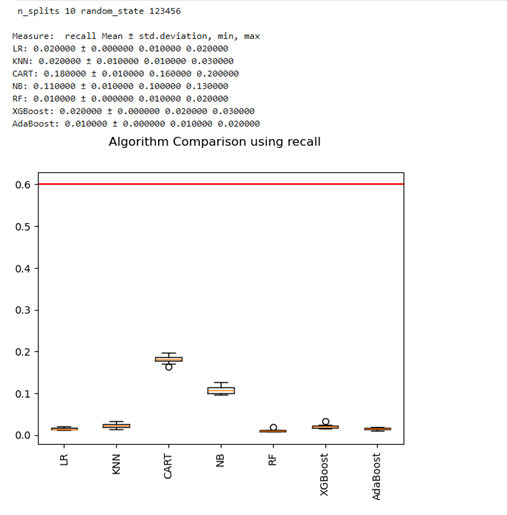 n_splits 10 random_state 123456
Measure:  recall Mean ± std.deviation, min, max
LR: 0.020000 ± 0.000000 0.010000 0.020000
KNN: 0.020000 ± 0.010000 0.010000 0.030000
CART: 0.180000 ± 0.010000 0.160000 0.200000
NB: 0.110000 ± 0.010000 0.100000 0.130000
RF: 0.010000 ± 0.000000 0.010000 0.020000
XGBoost: 0.020000 ± 0.000000 0.020000 0.030000
AdaBoost: 0.010000 ± 0.000000 0.010000 0.020000
Algorithm Comparison using recall
0.6
0.5
0.4
0.3
0.2
0.1
0.0
LR
KNN
CART
NB
RF
XGBoost
AdaBoost